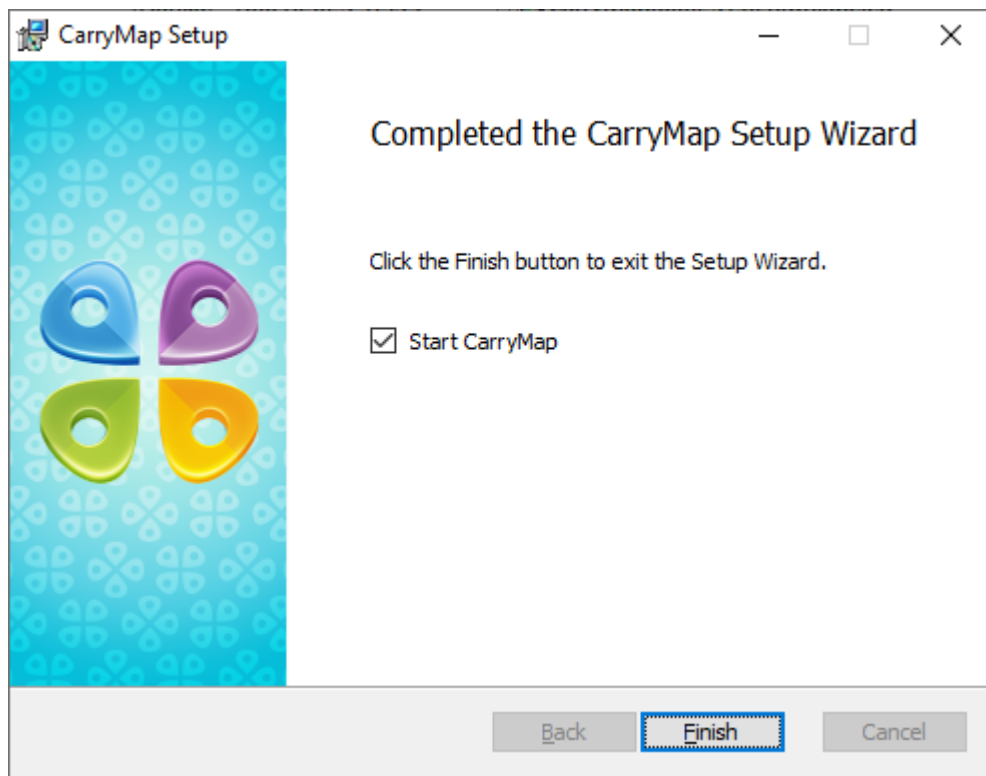 CarryMap Setup
Completed the CarryMap Setup Wizard
Click the Finish button to exit the Setup Wizard.
Start CarryMap
Back
Finish
Cancel